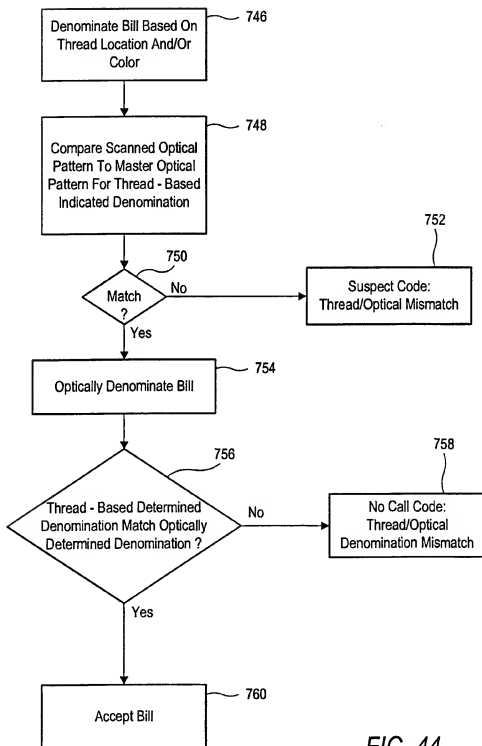 746
Denominate Bill Based On
Thread Location And/Or
Color
748
Compare Scanned Optical
Pattern To Master Optical
Pattern For Thread - Based
Indicated Denomination
750
Match
?
No
Yes
752
Suspect Code:
Thread/Optical Mismatch
754
Optically Denominate Bill
756
Thread - Based Determined
Denomination Match Optically
Determined Denomination ?
No
Yes
758
No Call Code:
Thread/Optical
Denomination Mismatch
760
Accept Bill
FIG. 44